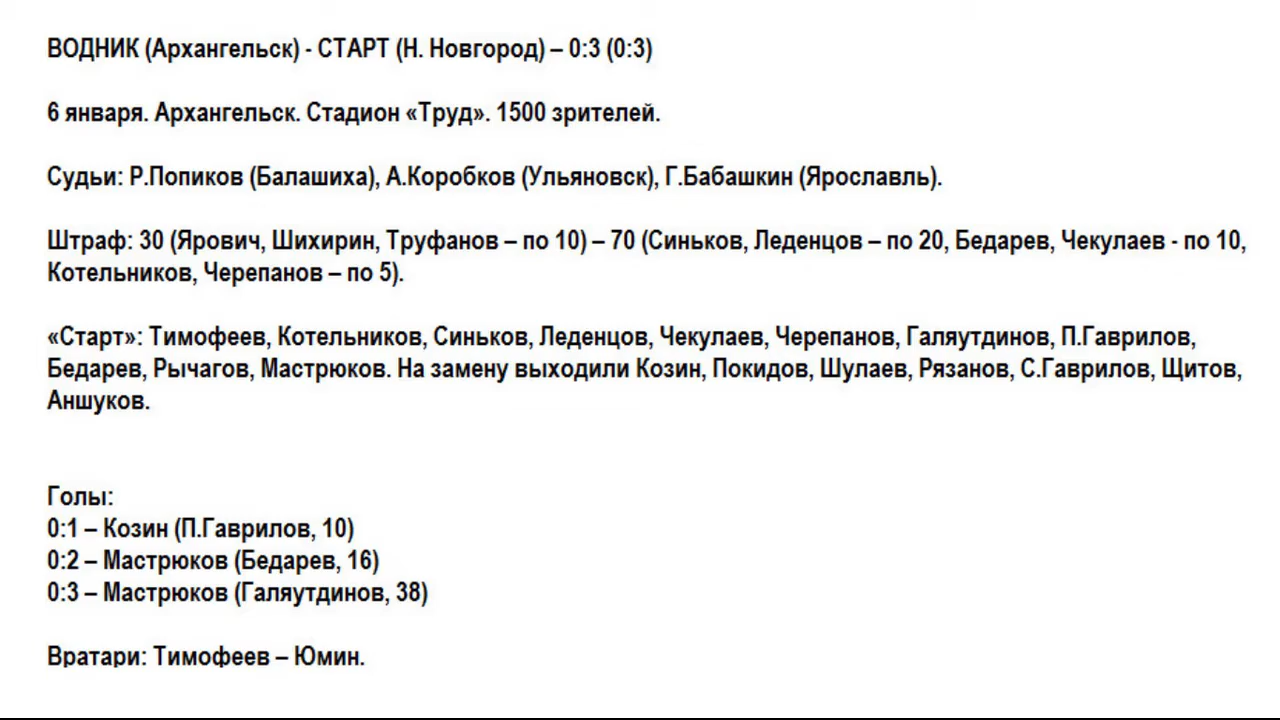 ВОДНИК (Архангельск) - СТАРТ (Н. Новгород) – 0:3 (0:3)
6 января. Архангельск. Стадион «Труд». 1500 зрителей.
Судьи: Р.Попиков (Балашиха), А.Коробков (Ульяновск), Г.Бабашкин (Ярославль).
Штраф: 30 (Ярович, Шихирин, Труфанов – по 10) – 70 (Синьков, Леденцов – по 20, Бедарев, Чекулаев - по 10,
Котельников, Черепанов – по 5).
«Старт»: Тимофеев, Котельников, Синьков, Леденцов, Чекулаев, Черепанов, Галяутдинов, П.Гаврилов,
Бедарев, Рычагов, Мастрюков. На замену выходили Козин, Покидов, Шулаев, Рязанов, С.Гаврилов, Щитов,
Аншуков.
Голы:
0:1 – Козин (П.Гаврилов, 10)
0:2 – Мастрюков (Бедарев, 16)
0:3 – Мастрюков (Галяутдинов, 38)
Вратари: Тимофеев – Юмин.